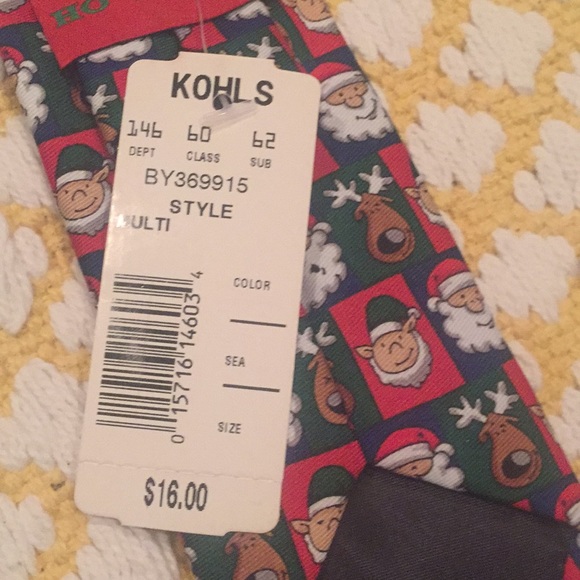 HO
KOHLS
146 60 62
DEPT CLASS SUB
BY369915
STYLE
MULTI
COLOR
SEA
SIZE
0 15716 14603 4
$16.00